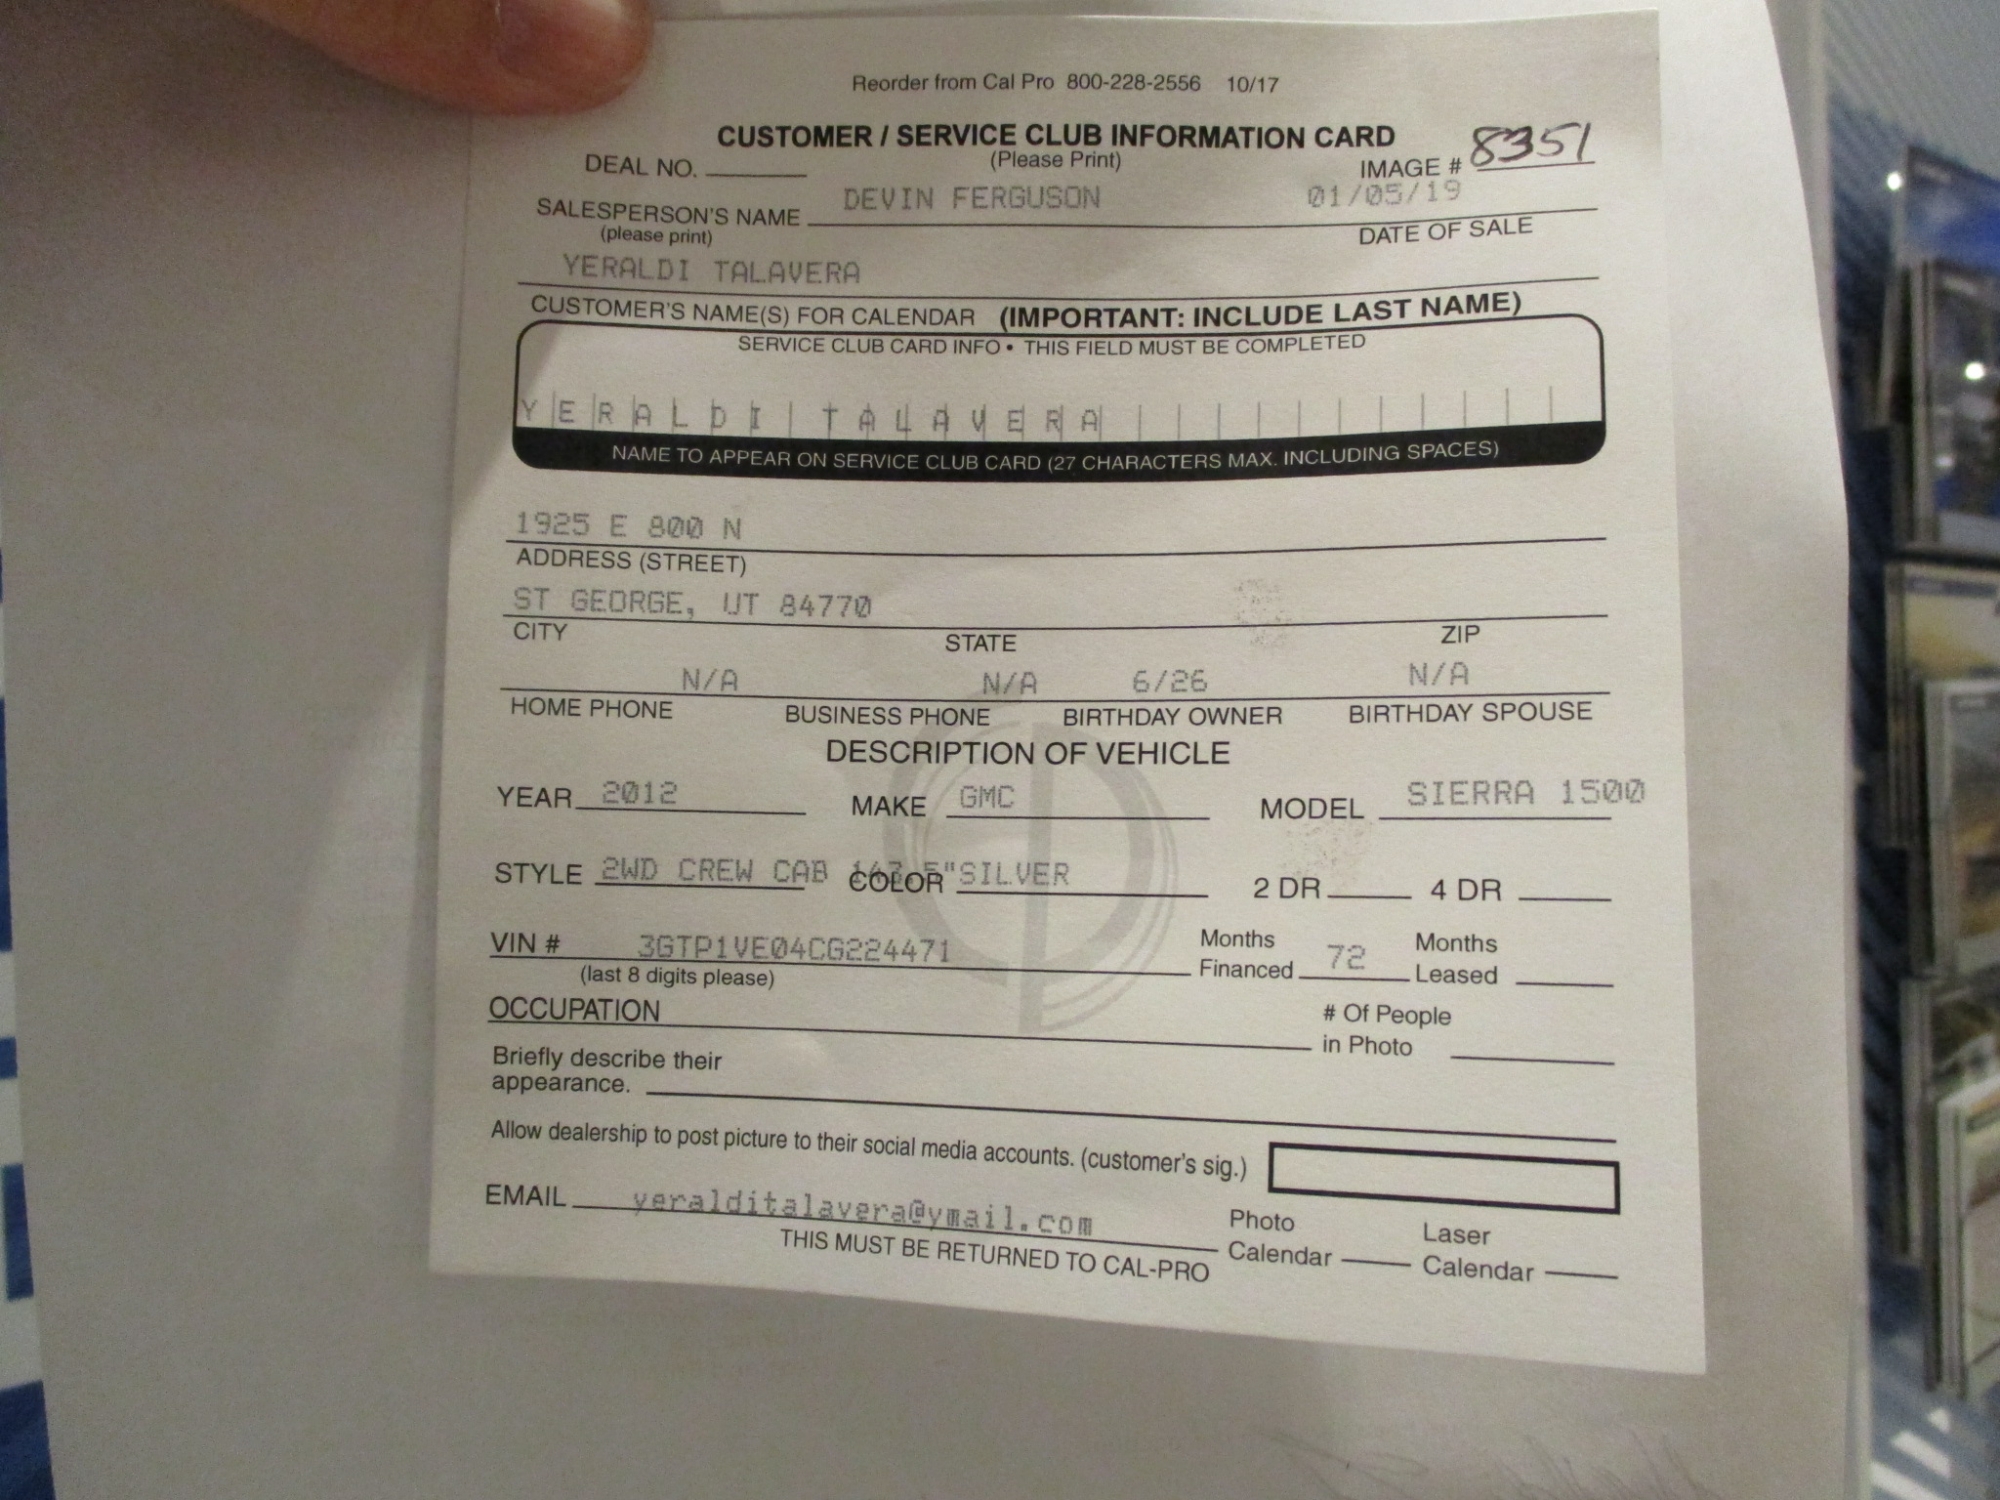 Reorder from Cal Pro 800-228-2556 10/17
CUSTOMER / SERVICE CLUB INFORMATION CARD
(Please Print)
DEAL NO. IMAGE # 8351
SALESPERSON'S NAME DEVIN FERGUSON 01/05/19
(please print) DATE OF SALE
YERALDI TALAVERA
CUSTOMER'S NAME(S) FOR CALENDAR (IMPORTANT: INCLUDE LAST NAME)
SERVICE CLUB CARD INFO • THIS FIELD MUST BE COMPLETED
YERALDI TALAVERA
NAME TO APPEAR ON SERVICE CLUB CARD (27 CHARACTERS MAX. INCLUDING SPACES)
1925 E 800 N
ADDRESS (STREET)
ST GEORGE, UT 84770
CITY STATE ZIP
N/A N/A 6/26 N/A
HOME PHONE BUSINESS PHONE BIRTHDAY OWNER BIRTHDAY SPOUSE
DESCRIPTION OF VEHICLE
YEAR 2012 MAKE GMC MODEL SIERRA 1500
STYLE 2WD CREW CAB 143.5" COLOR SILVER 2 DR 4 DR
VIN # 3GTP1VE04CG224471 Months Financed 72 Months Leased
(last 8 digits please)
OCCUPATION # Of People in Photo
Briefly describe their
appearance.
Allow dealership to post picture to their social media accounts. (customer's sig.)
EMAIL yeralditalavera@ymail.com Photo Calendar Laser Calendar
THIS MUST BE RETURNED TO CAL-PRO